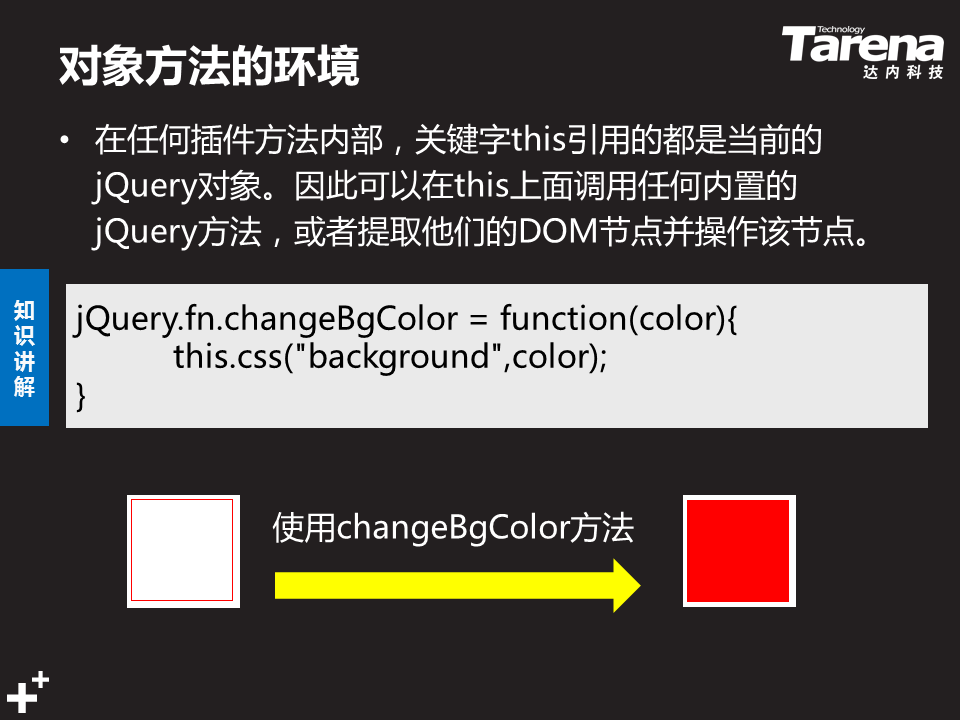 对象方法的环境
Technology
Tarena
达内科技
• 在任何插件方法内部，关键字this引用的都是当前的
jQuery对象。因此可以在this上面调用任何内置的
jQuery方法，或者提取他们的DOM节点并操作该节点。
知识讲解
jQuery.fn.changeBgColor = function(color){
this.css("background",color);
}
使用changeBgColor方法